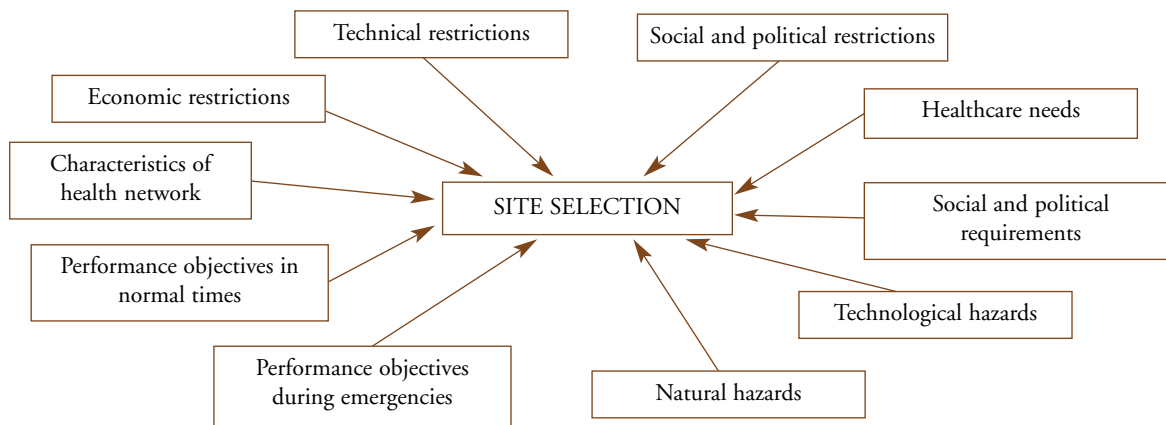 Technical restrictions
Social and political restrictions
Economic restrictions
Healthcare needs
Characteristics of
health network
SITE SELECTION
Social and political
requirements
Performance objectives in
normal times
Technological hazards
Performance objectives
during emergencies
Natural hazards